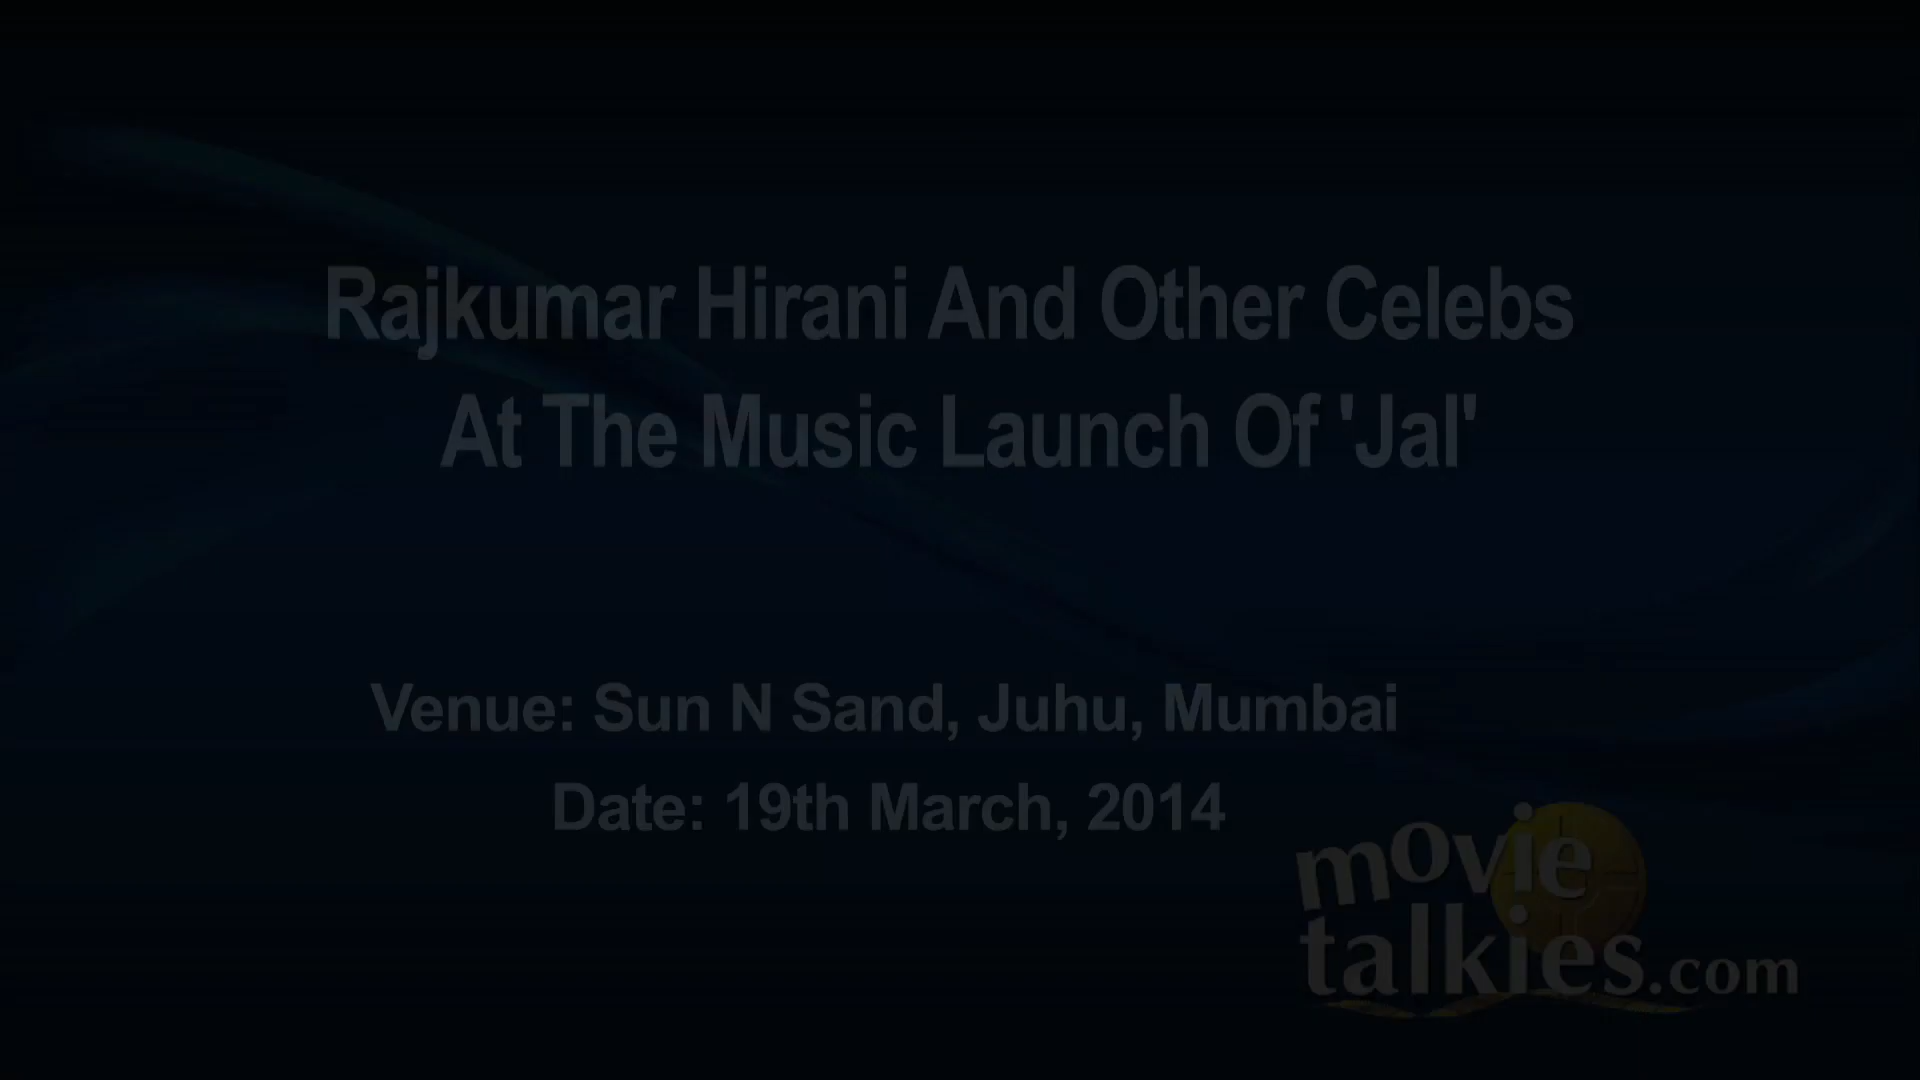 Rajkumar Hirani And Other Celebs
At The Music Launch Of 'Jal'
Venue: Sun N Sand, Juhu, Mumbai
Date: 19th March, 2014
movie
talkies.com